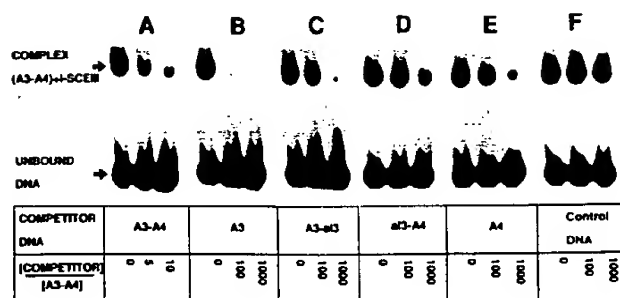 A B C D E F
COMPLEX
(A3-A4)+I-SCEIII
UNBOUND
DNA
COMPETITOR DNA A3-A4 A3 A3-aI3 aI3-A4 A4 Control DNA
[COMPETITOR] / [A3-A4] 0 5 10 0 100 1000 0 100 1000 0 100 1000 0 100 1000 0 100 1000